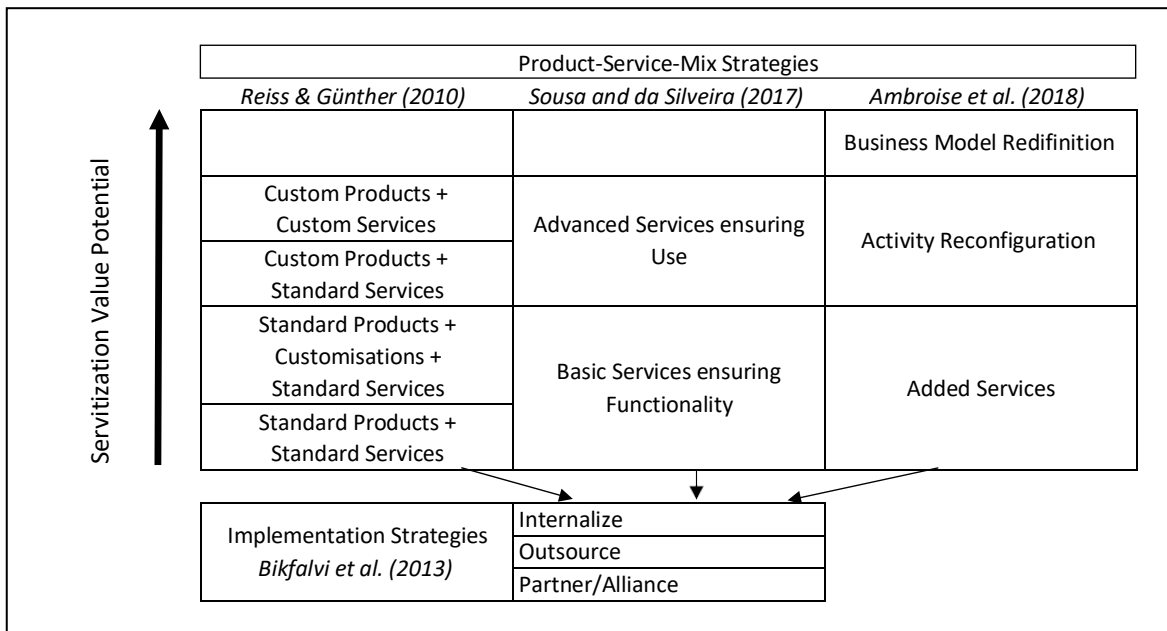 Product-Service-Mix Strategies
Reiss & Günther (2010)
Sousa and da Silveira (2017)
Ambroise et al. (2018)
Servitization Value Potential
Business Model Redifinition
Custom Products +
Custom Services
Custom Products +
Standard Services
Advanced Services ensuring
Use
Activity Reconfiguration
Standard Products +
Customisations +
Standard Services
Standard Products +
Standard Services
Basic Services ensuring
Functionality
Added Services
Implementation Strategies
Bikfalvi et al. (2013)
Internalize
Outsource
Partner/Alliance